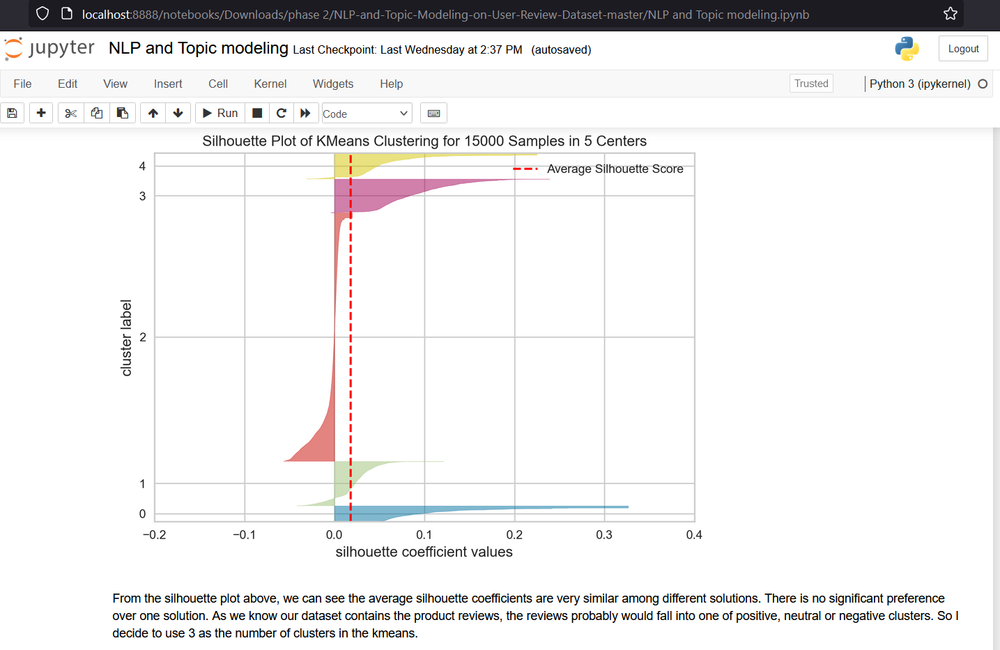 localhost:8888/notebooks/Downloads/phase 2/NLP-and-Topic-Modeling-on-User-Review-Dataset-master/NLP and Topic modeling.ipynb
jupyter NLP and Topic modeling Last Checkpoint: Last Wednesday at 2:37 PM (autosaved) Logout
File Edit View Insert Cell Kernel Widgets Help Trusted Python 3 (ipykernel)
Run Code
Silhouette Plot of KMeans Clustering for 15000 Samples in 5 Centers
4
Average Silhouette Score
3
cluster label
2
1
0
−0.2 −0.1 0.0 0.1 0.2 0.3 0.4
silhouette coefficient values
From the silhouette plot above, we can see the average silhouette coefficients are very similar among different solutions. There is no significant preference
over one solution. As we know our dataset contains the product reviews, the reviews probably would fall into one of positive, neutral or negative clusters. So I
decide to use 3 as the number of clusters in the kmeans.